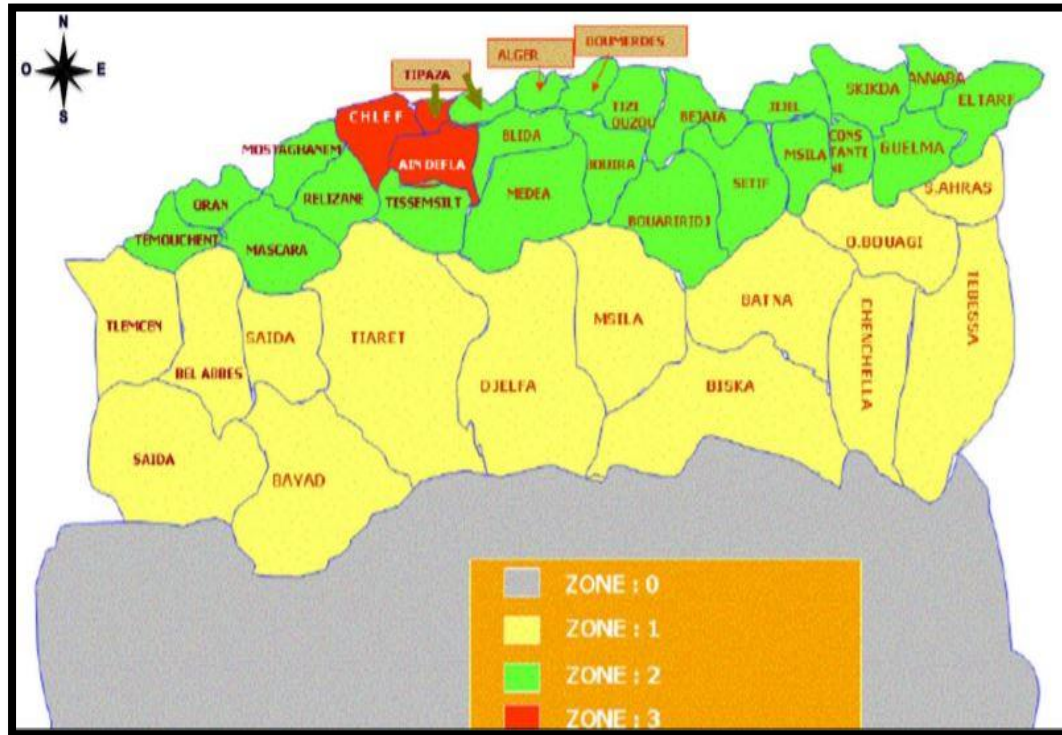 N
O E
S
TIPAZA
ALGER
BOUMERDES
CHLEF
AIN DEFLA
MOSTAGHANEM
ORAN
RELIZANE
TISSEMSILT
TEMOUCHENT
MASCARA
BLIDA
MEDEA
TIZI
OUZOU
BOUIRA
BEJAIA
BOUARIRIDJ
SETIF
JIJEL
MSILA
CONS
TANTI
NE
SKIKDA
ANNABA
EL TARF
GUELMA
S.AHRAS
O.BOUAGI
TLEMCEN
BEL ABBES
SAIDA
TIARET
DJELFA
MSILA
BATNA
BISKA
CHENCHELLA
TEBESSA
SAIDA
BAYAD
ZONE : 0
ZONE : 1
ZONE : 2
ZONE : 3